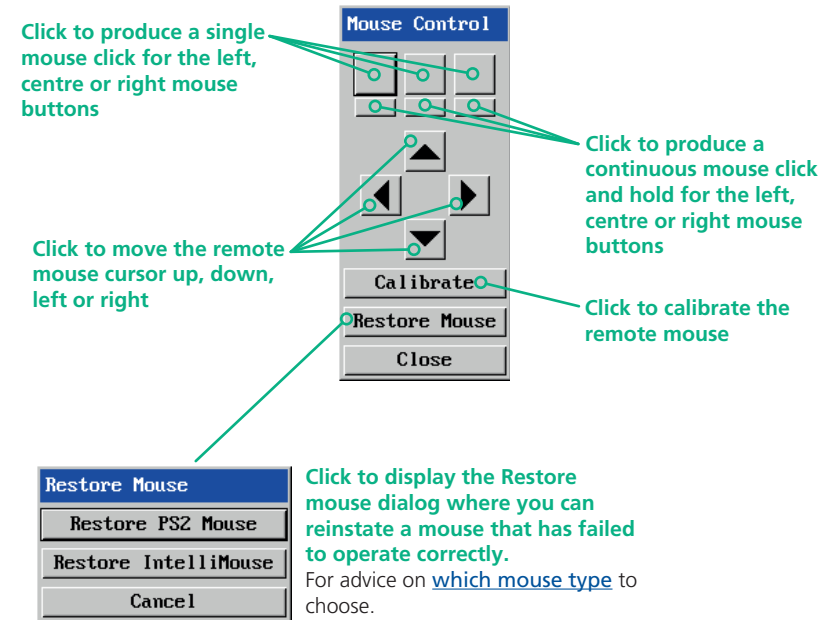 Mouse Control
Click to produce a single
mouse click for the left,
centre or right mouse
buttons
Click to produce a
continuous mouse click
and hold for the left,
centre or right mouse
buttons
Click to move the remote
mouse cursor up, down,
left or right
Calibrate
Click to calibrate the
remote mouse
Restore Mouse
Close
Restore Mouse
Restore PS2 Mouse
Restore IntelliMouse
Cancel
Click to display the Restore
mouse dialog where you can
reinstate a mouse that has failed
to operate correctly.
For advice on which mouse type to
choose.